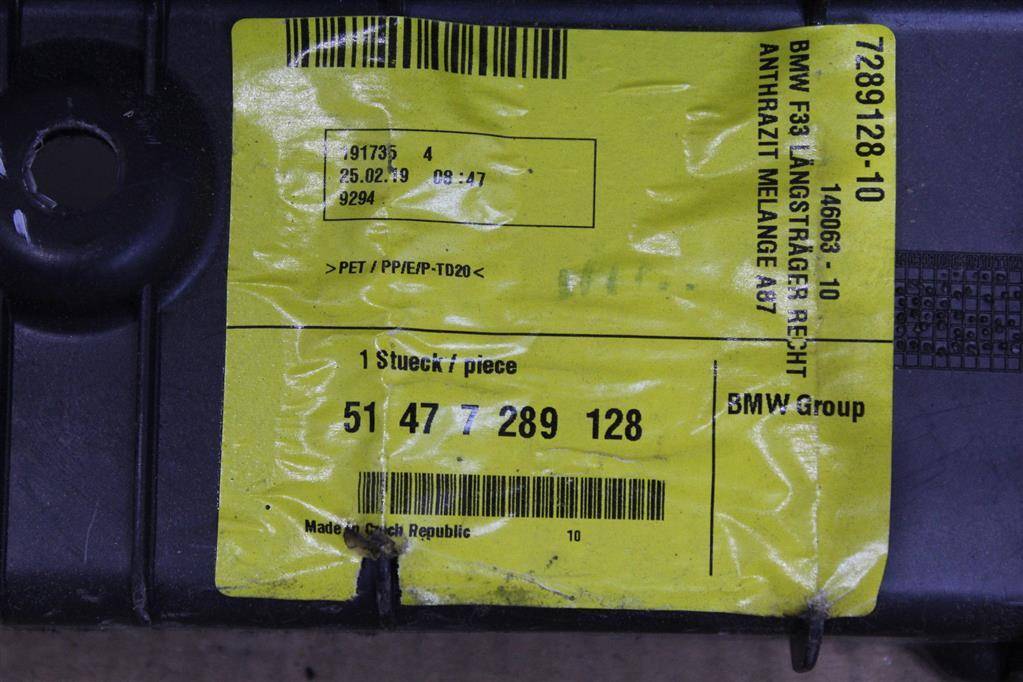 191735 4
25.02.19 08:47
9294
>PET / PP/E/P-TD20<
1 Stueck / piece
51 47 7 289 128
Made in Czech Republic
10
BMW Group
7289128-10
146063 - 10
BMW F33 LÄNGSTRÄGER RECHT
ANTHRAZIT MELANGE A87